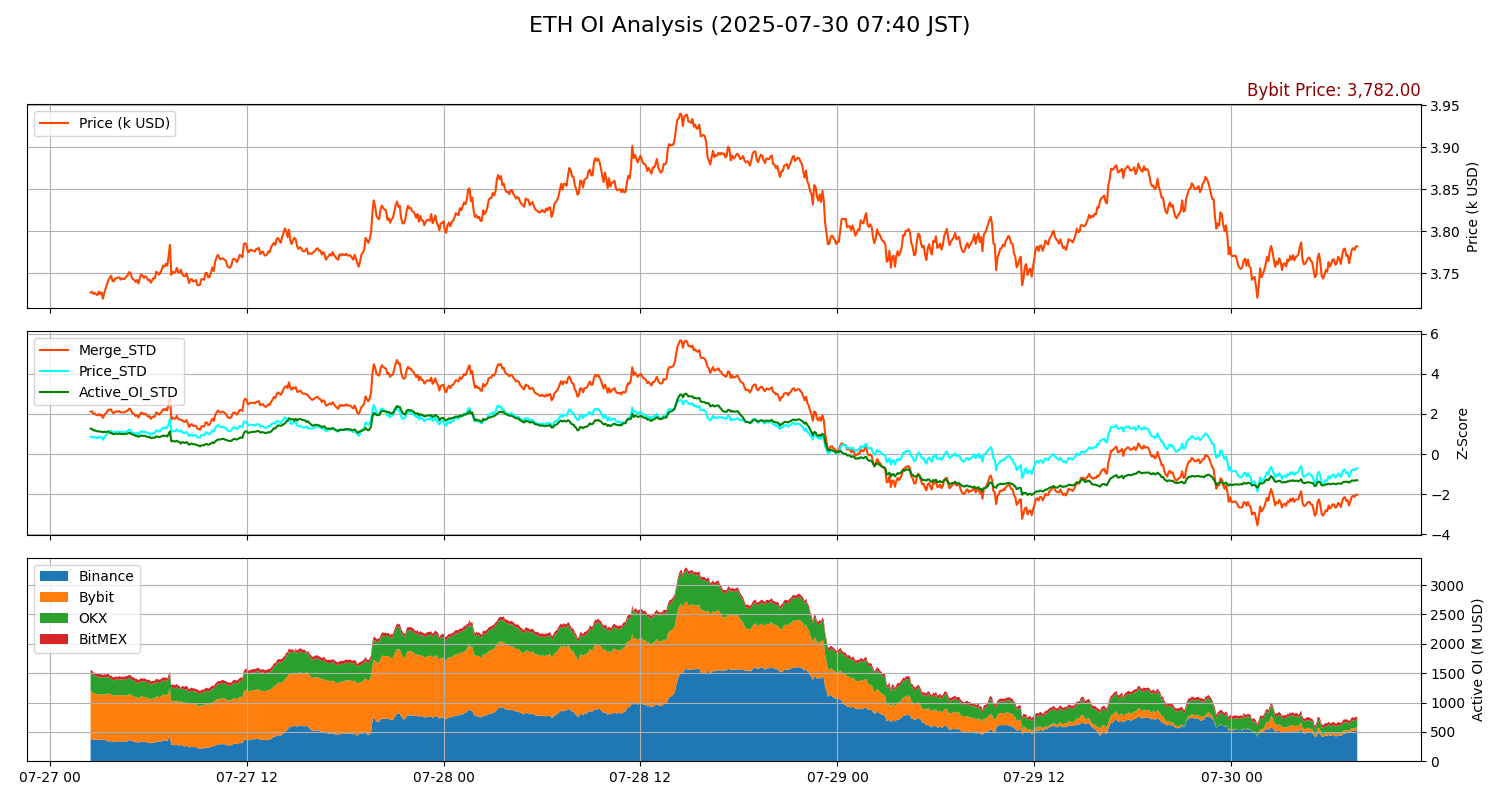 ETH OI Analysis (2025-07-30 07:40 JST)
Bybit Price: 3,782.00
Price (k USD)
3.95
3.90
3.85
3.80
3.75
Price (k USD)
Merge_STD
Price_STD
Active_OI_STD
6
4
2
0
−2
−4
Z-Score
Binance
Bybit
OKX
BitMEX
3000
2500
2000
1500
1000
500
0
Active OI (M USD)
07-27 00
07-27 12
07-28 00
07-28 12
07-29 00
07-29 12
07-30 00